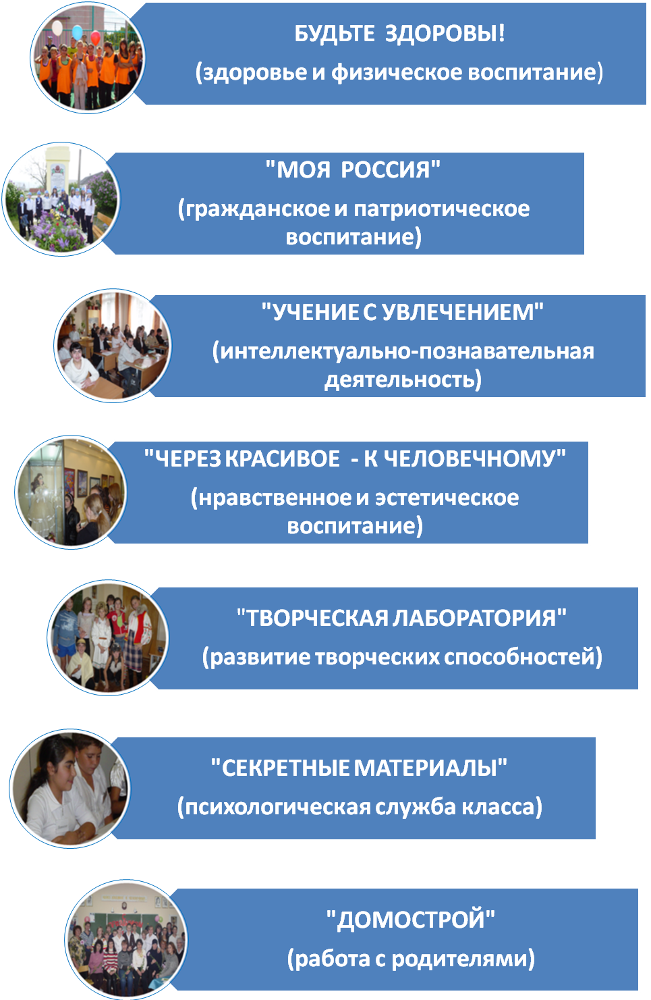 БУДЬТЕ ЗДОРОВЫ!
(здоровье и физическое воспитание)
"МОЯ РОССИЯ"
(гражданское и патриотическое
воспитание)
"УЧЕНИЕ С УВЛЕЧЕНИЕМ"
(интеллектуально-познавательная
деятельность)
"ЧЕРЕЗ КРАСИВОЕ - К ЧЕЛОВЕЧНОМУ"
(нравственное и эстетическое
воспитание)
"ТВОРЧЕСКАЯ ЛАБОРАТОРИЯ"
(развитие творческих способностей)
"СЕКРЕТНЫЕ МАТЕРИАЛЫ"
(психологическая служба класса)
"ДОМОСТРОЙ"
(работа с родителями)